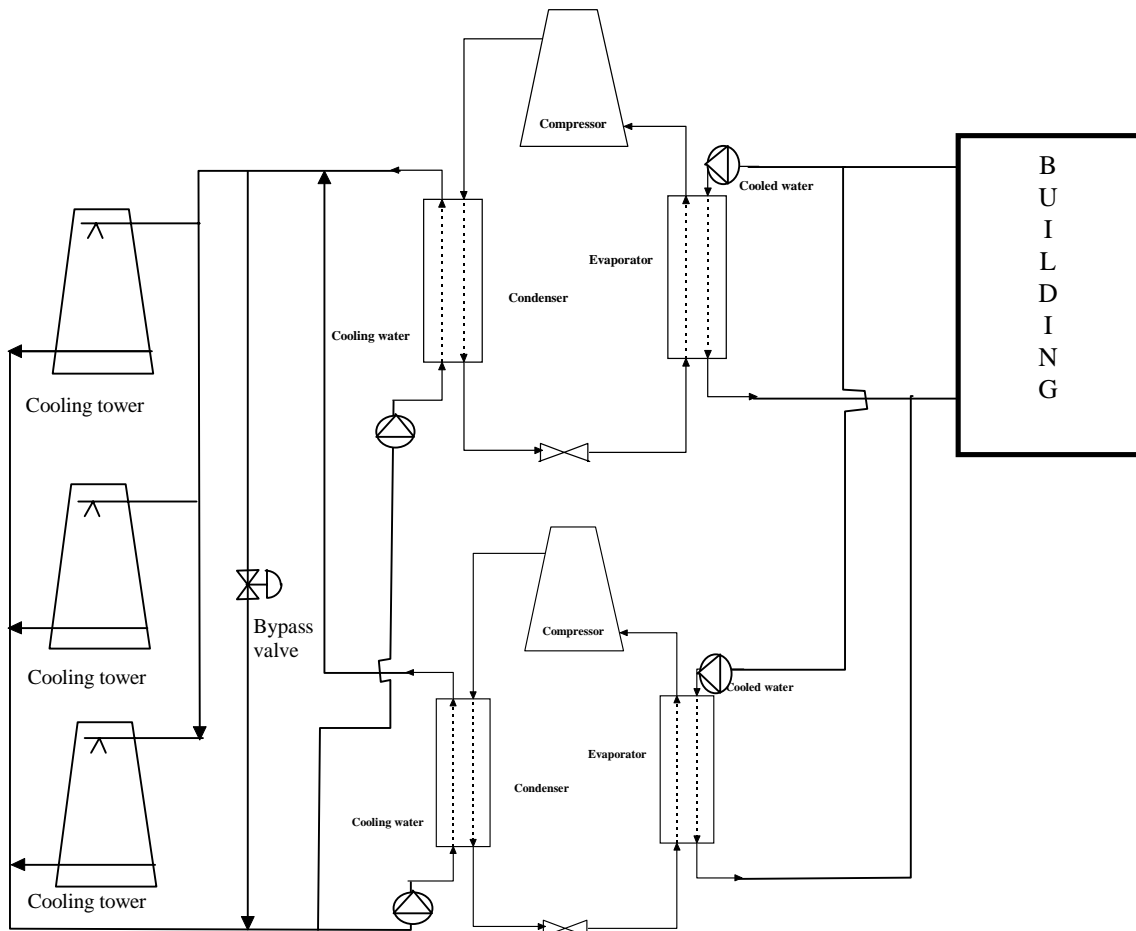 Compressor
Cooled water
B
U
I
L
D
I
N
G
Evaporator
Condenser
Cooling water
Cooling tower
Bypass
valve
Cooling tower
Compressor
Cooled water
Evaporator
Condenser
Cooling water
Cooling tower